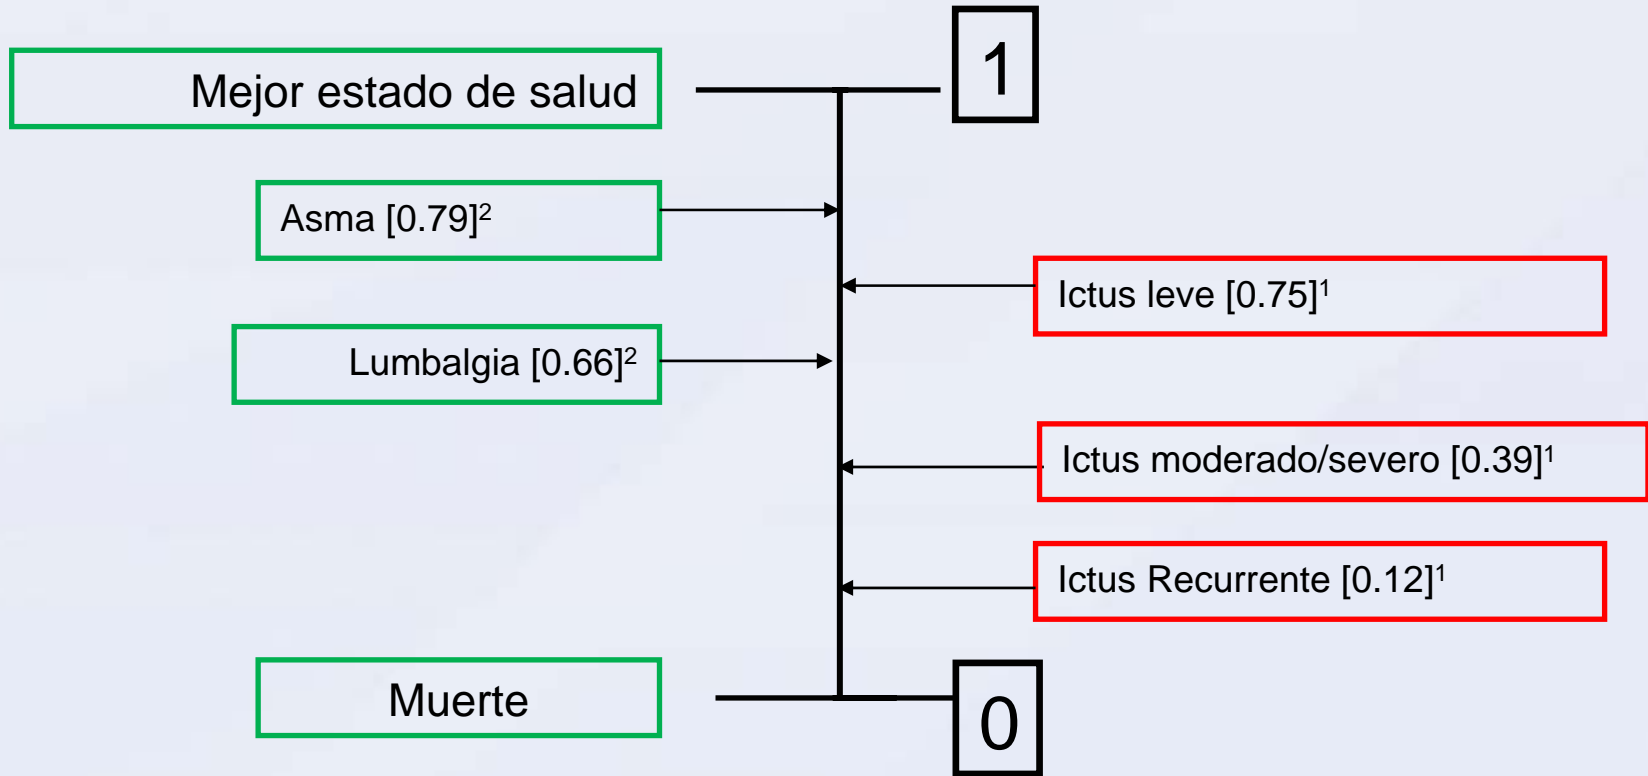 1
Mejor estado de salud
Asma [0.79]²
Ictus leve [0.75]¹
Lumbalgia [0.66]²
Ictus moderado/severo [0.39]¹
Ictus Recurrente [0.12]¹
Muerte
0